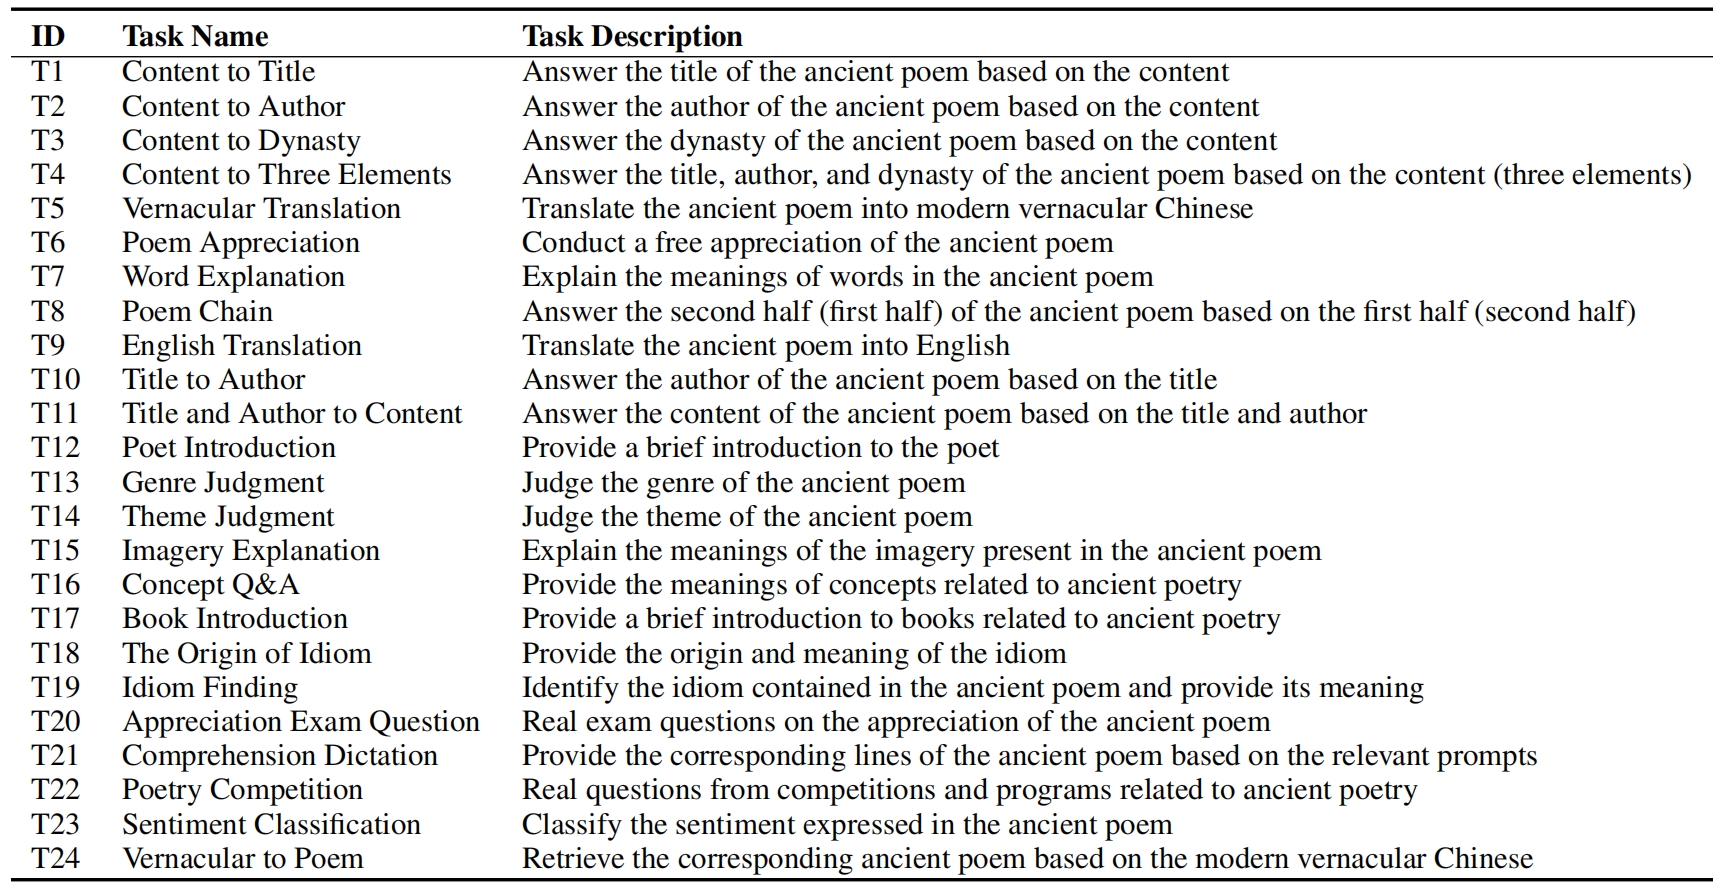 ID Task Name Task Description
T1 Content to Title Answer the title of the ancient poem based on the content
T2 Content to Author Answer the author of the ancient poem based on the content
T3 Content to Dynasty Answer the dynasty of the ancient poem based on the content
T4 Content to Three Elements Answer the title, author, and dynasty of the ancient poem based on the content (three elements)
T5 Vernacular Translation Translate the ancient poem into modern vernacular Chinese
T6 Poem Appreciation Conduct a free appreciation of the ancient poem
T7 Word Explanation Explain the meanings of words in the ancient poem
T8 Poem Chain Answer the second half (first half) of the ancient poem based on the first half (second half)
T9 English Translation Translate the ancient poem into English
T10 Title to Author Answer the author of the ancient poem based on the title
T11 Title and Author to Content Answer the content of the ancient poem based on the title and author
T12 Poet Introduction Provide a brief introduction to the poet
T13 Genre Judgment Judge the genre of the ancient poem
T14 Theme Judgment Judge the theme of the ancient poem
T15 Imagery Explanation Explain the meanings of the imagery present in the ancient poem
T16 Concept Q&A Provide the meanings of concepts related to ancient poetry
T17 Book Introduction Provide a brief introduction to books related to ancient poetry
T18 The Origin of Idiom Provide the origin and meaning of the idiom
T19 Idiom Finding Identify the idiom contained in the ancient poem and provide its meaning
T20 Appreciation Exam Question Real exam questions on the appreciation of the ancient poem
T21 Comprehension Dictation Provide the corresponding lines of the ancient poem based on the relevant prompts
T22 Poetry Competition Real questions from competitions and programs related to ancient poetry
T23 Sentiment Classification Classify the sentiment expressed in the ancient poem
T24 Vernacular to Poem Retrieve the corresponding ancient poem based on the modern vernacular Chinese